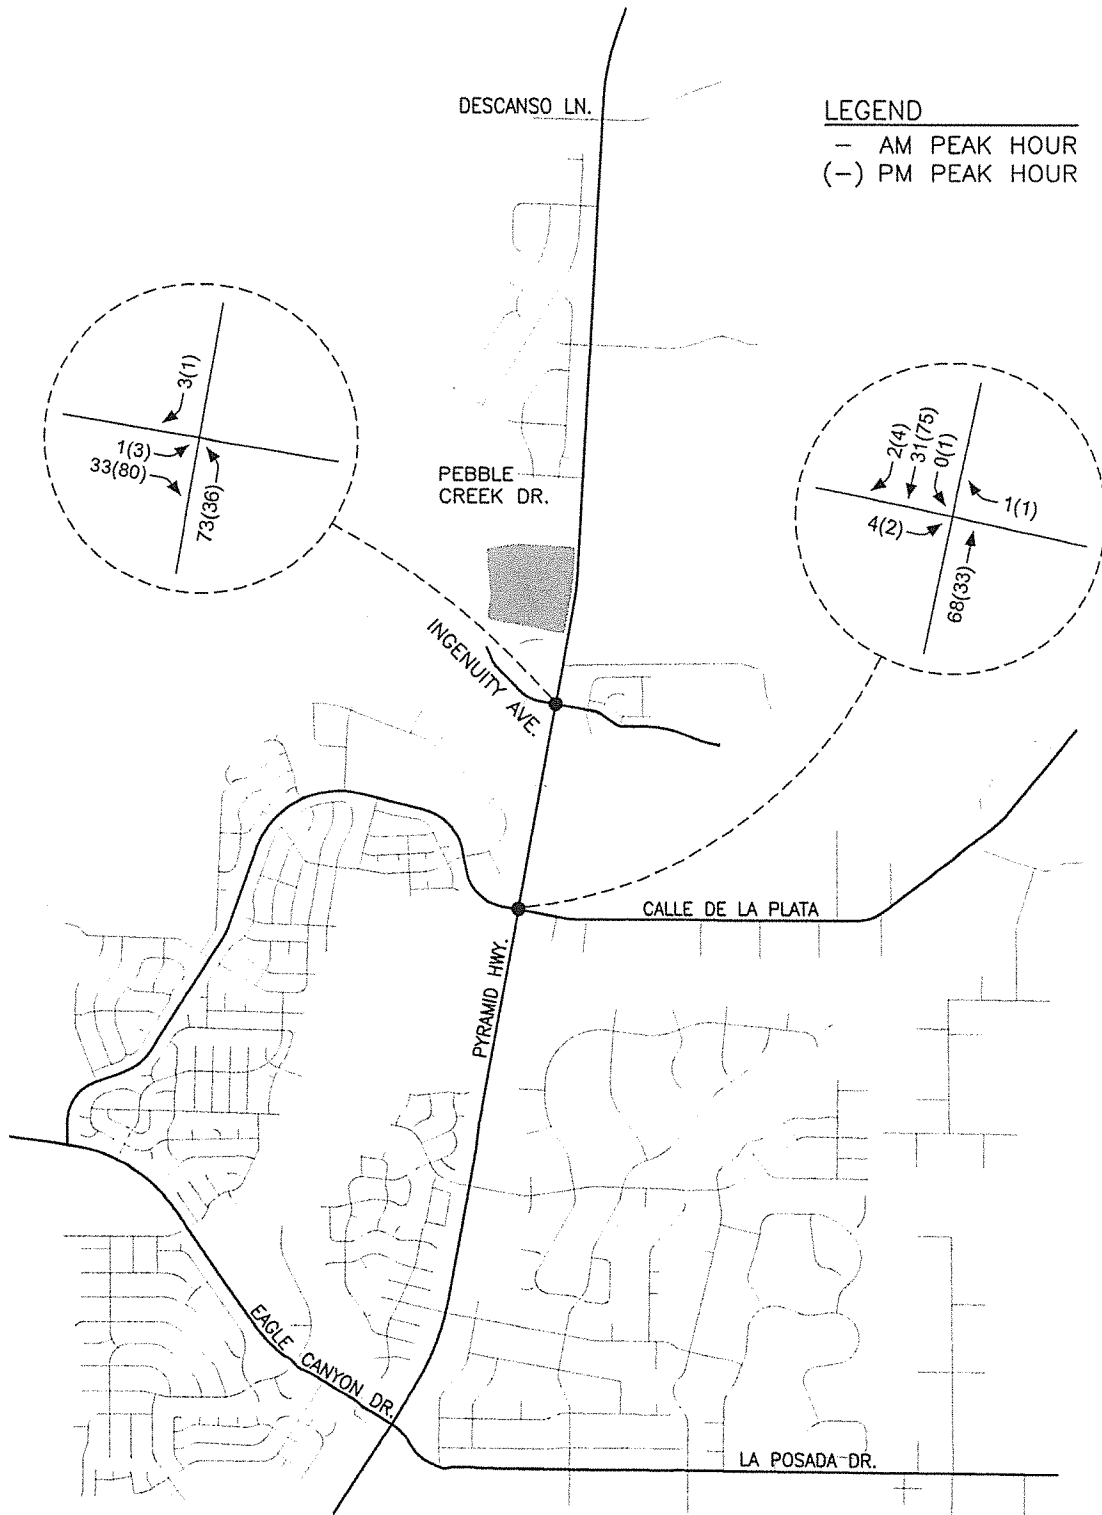 DESCANSO LN.
LEGEND
— AM PEAK HOUR
(—) PM PEAK HOUR
3(1)
1(3)
33(80)
73(36)
2(4)
31(75)
0(1)
1(1)
4(2)
68(33)
PEBBLE
CREEK DR.
INGENUITY AVE.
CALLE DE LA PLATA
PYRAMID HWY.
EAGLE CANYON DR.
LA POSADA DR.